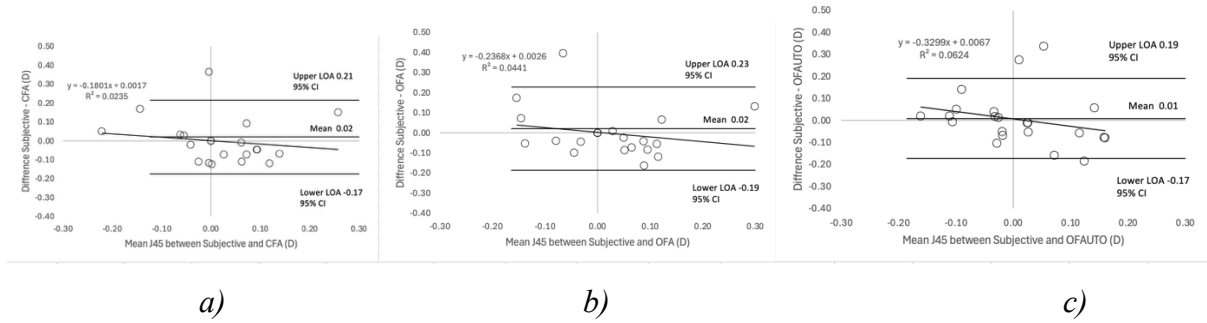 0.50
0.40
0.30
0.20
0.10
0.00
-0.10
-0.20
-0.30
-0.40
Diffrence Subjective - CFA (D)
y = -0.1801x + 0.0017
R² = 0.0235
Upper LOA 0.21
95% CI
Mean 0.02
Lower LOA -0.17
95% CI
-0.30 -0.20 -0.10 0.00 0.10 0.20 0.30
Mean J45 between Subjective and CFA (D)
a)
0.50
0.40
0.30
0.20
0.10
0.00
-0.10
-0.20
-0.30
-0.40
Diffrence Subjective - OFA (D)
y = -0.2368x + 0.0026
R² = 0.0441
Upper LOA 0.23
95% CI
Mean 0.02
Lower LOA -0.19
95% CI
-0.30 -0.20 -0.10 0.00 0.10 0.20 0.30
Mean J45 between Subjective and OFA (D)
b)
0.50
0.40
0.30
0.20
0.10
0.00
-0.10
-0.20
-0.30
-0.40
Diffrence Subjective - OFAUTO (D)
y = -0.3299x + 0.0067
R² = 0.0624
Upper LOA 0.19
95% CI
Mean 0.01
Lower LOA -0.17
95% CI
-0.30 -0.20 -0.10 0.00 0.10 0.20 0.30
Mean J45 between Subjective and OFAUTO (D)
c)